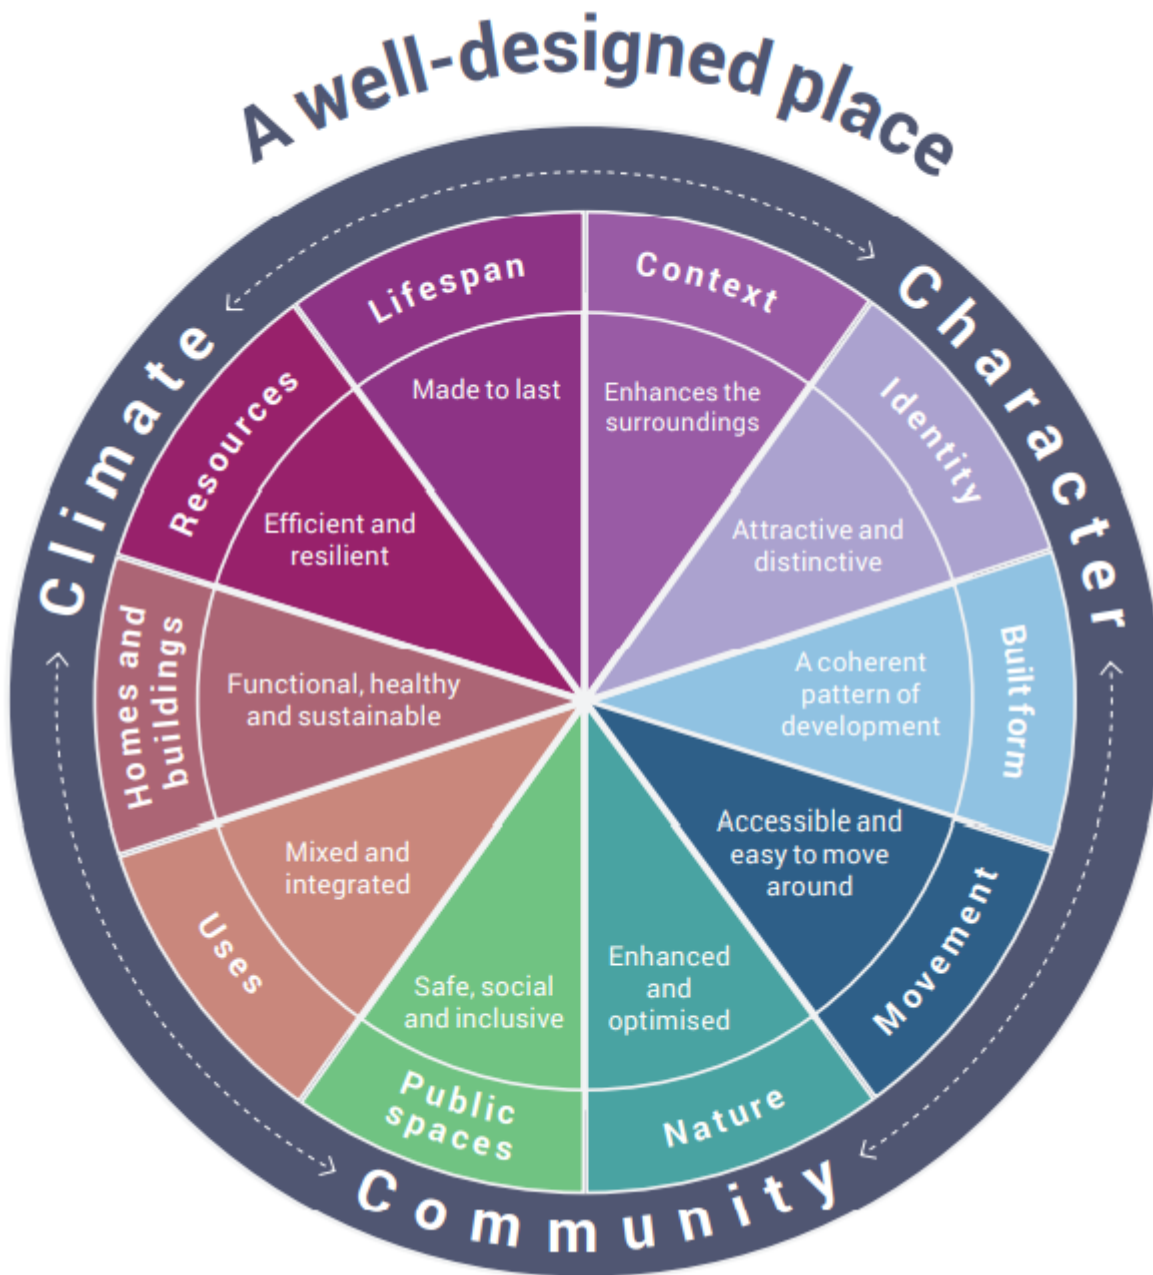 A well-designed place
Climate
Character
Community
Context
Enhances the
surroundings
Identity
Attractive and
distinctive
Built form
A coherent
pattern of
development
Movement
Accessible and
easy to move
around
Nature
Enhanced
and
optimised
Public
spaces
Safe, social
and inclusive
Uses
Mixed and
integrated
Homes and
buildings
Functional, healthy
and sustainable
Resources
Efficient and
resilient
Lifespan
Made to last